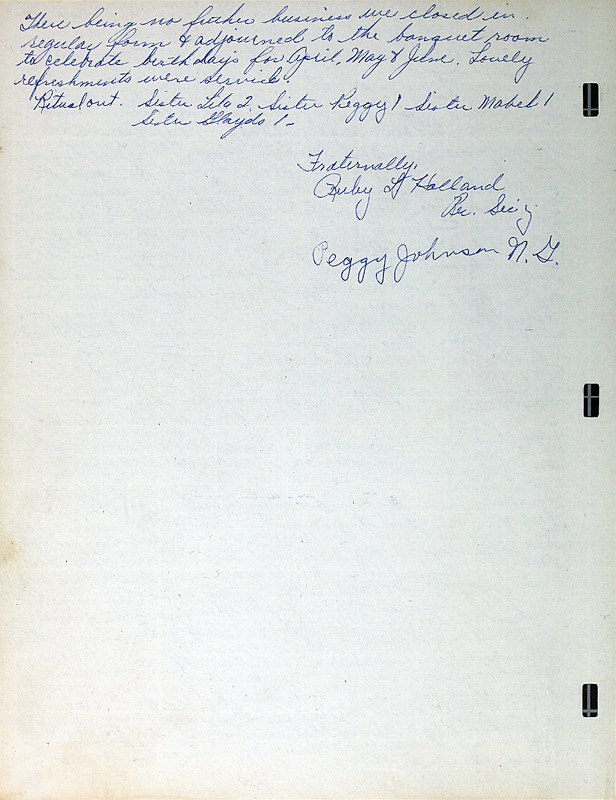 There being no futher business we closed in
regular form & adjourned to the banquet room
to celebrate birthdays for April, May & June. Lovely
refreshments were served.
Ritual out. Sister Lila 2, Sister Peggy 1 Sister Mabel 1
Sister Gladys 1-
Fraternally,
Ruby Holland
Rec. Sec'y
Peggy Johnson N. G.